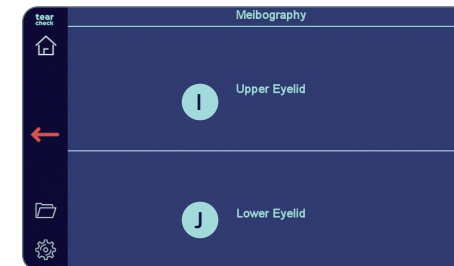 tear
check
Meibography
I
Upper Eyelid
J
Lower Eyelid